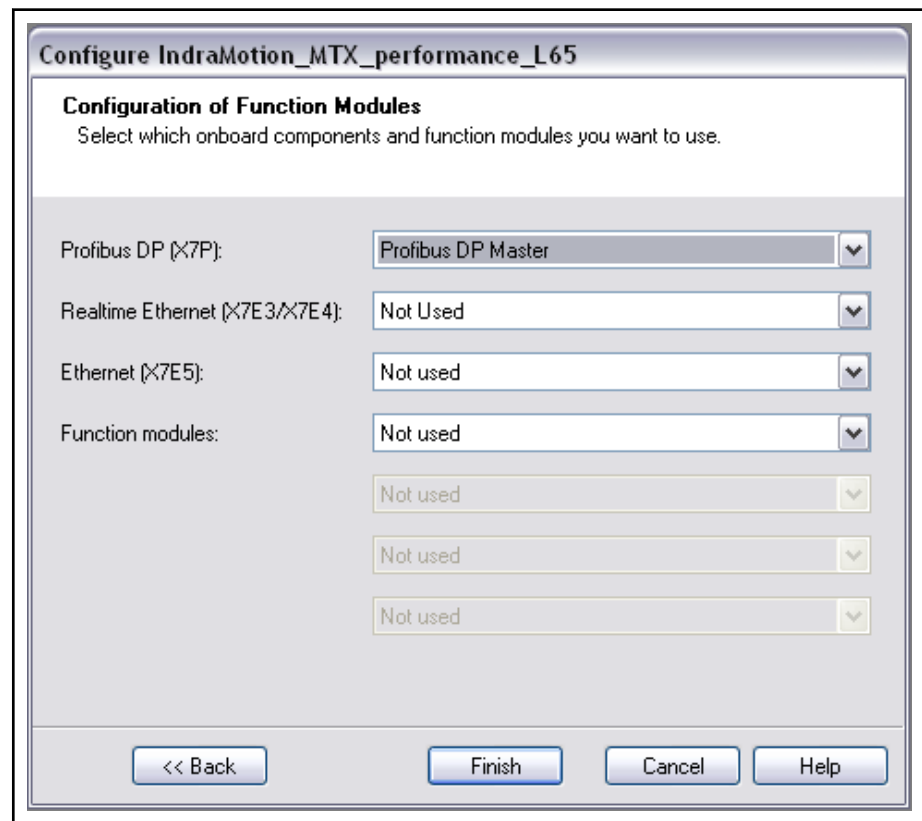 Configure IndraMotion_MTX_performance_L65
Configuration of Function Modules
Select which onboard components and function modules you want to use.
Profibus DP (X7P): Profibus DP Master
Realtime Ethernet (X7E3/X7E4): Not Used
Ethernet (X7E5): Not used
Function modules: Not used
Not used
Not used
Not used
<< Back Finish Cancel Help